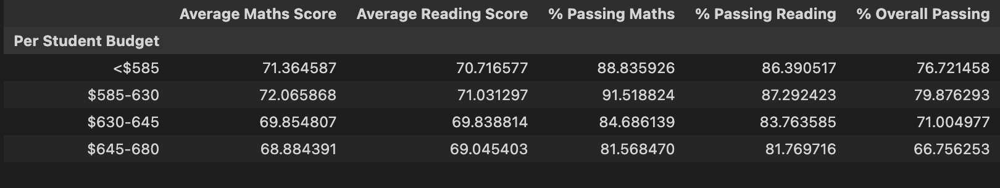 Average Maths Score Average Reading Score % Passing Maths % Passing Reading % Overall Passing
Per Student Budget
<$585 71.364587 70.716577 88.835926 86.390517 76.721458
$585-630 72.065868 71.031297 91.518824 87.292423 79.876293
$630-645 69.854807 69.838814 84.686139 83.763585 71.004977
$645-680 68.884391 69.045403 81.568470 81.769716 66.756253